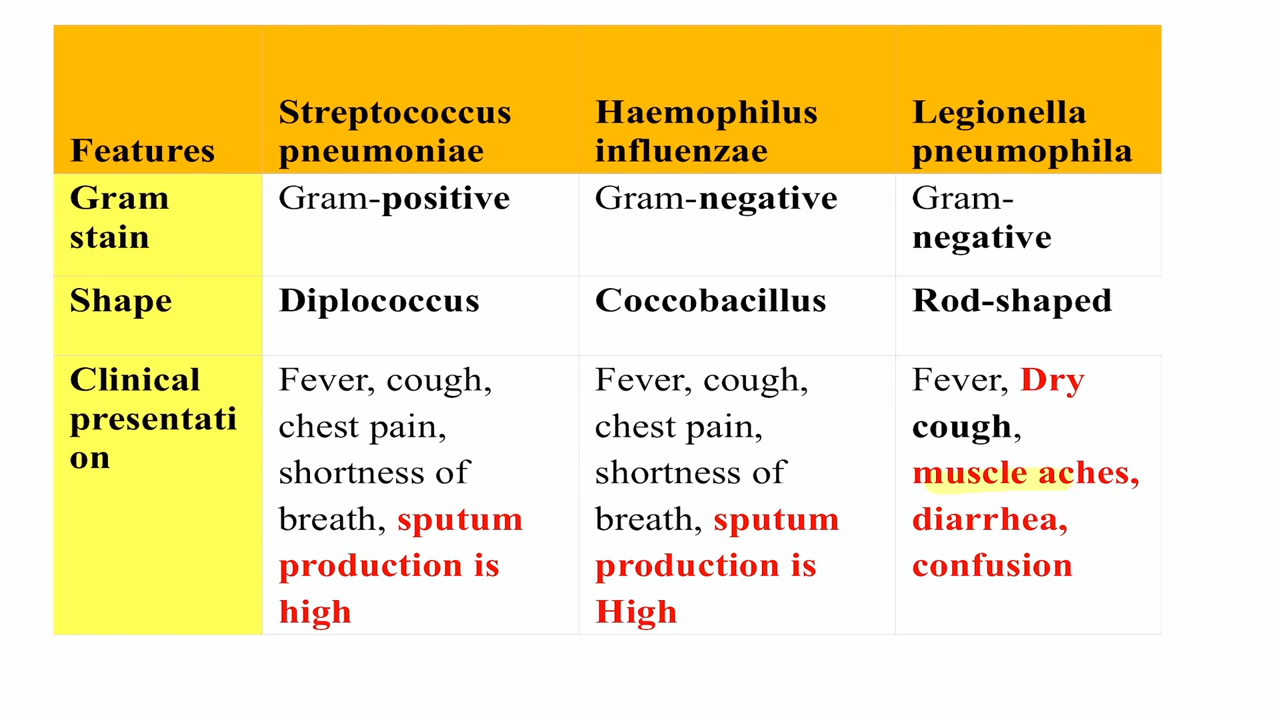 Features
Streptococcus
pneumoniae
Haemophilus
influenzae
Legionella
pneumophila
Gram
stain
Gram-positive
Gram-negative
Gram-
negative
Shape
Diplococcus
Coccobacillus
Rod-shaped
Clinical
presentati
on
Fever, cough,
chest pain,
shortness of
breath, sputum
production is
high
Fever, cough,
chest pain,
shortness of
breath, sputum
production is
High
Fever, Dry
cough,
muscle aches,
diarrhea,
confusion